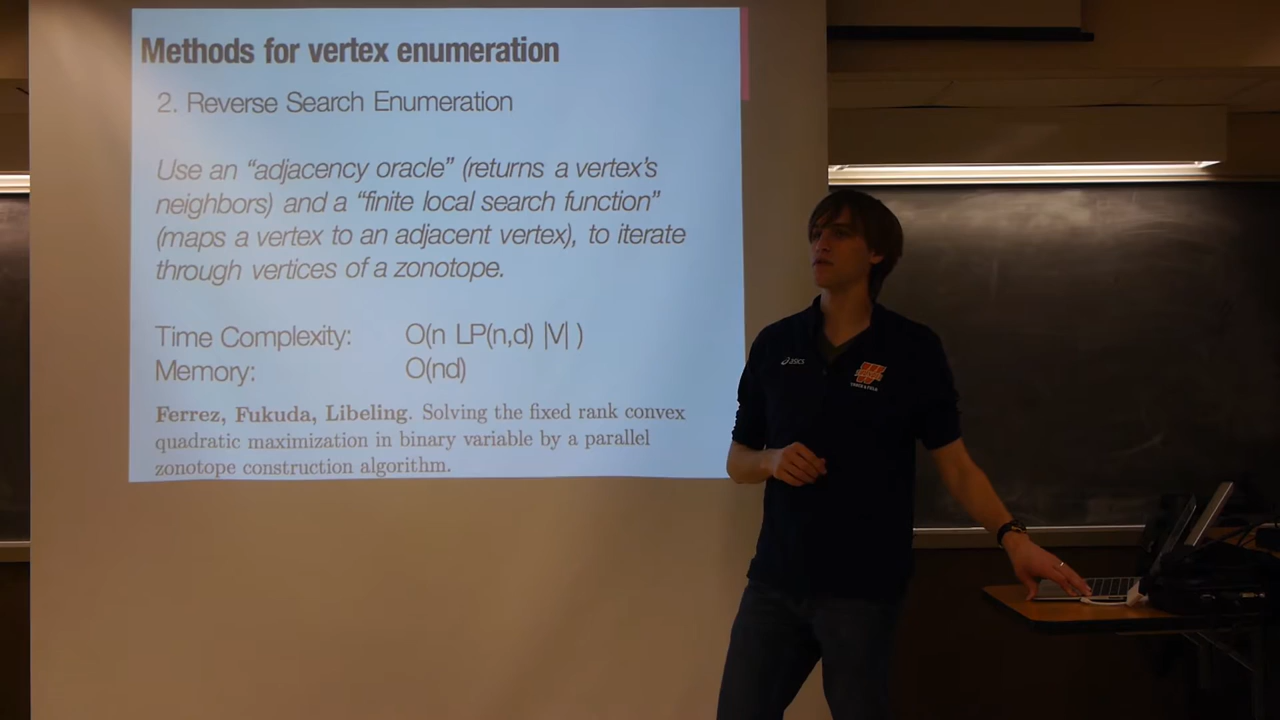 Methods for vertex enumeration
2. Reverse Search Enumeration
Use an “adjacency oracle” (returns a vertex’s
neighbors) and a “finite local search function”
(maps a vertex to an adjacent vertex), to iterate
through vertices of a zonotope.
Time Complexity: O(n LP(n,d) |V| )
Memory: O(nd)
Ferrez, Fukuda, Libeling. Solving the fixed rank convex
quadratic maximization in binary variable by a parallel
zonotope construction algorithm.
asics